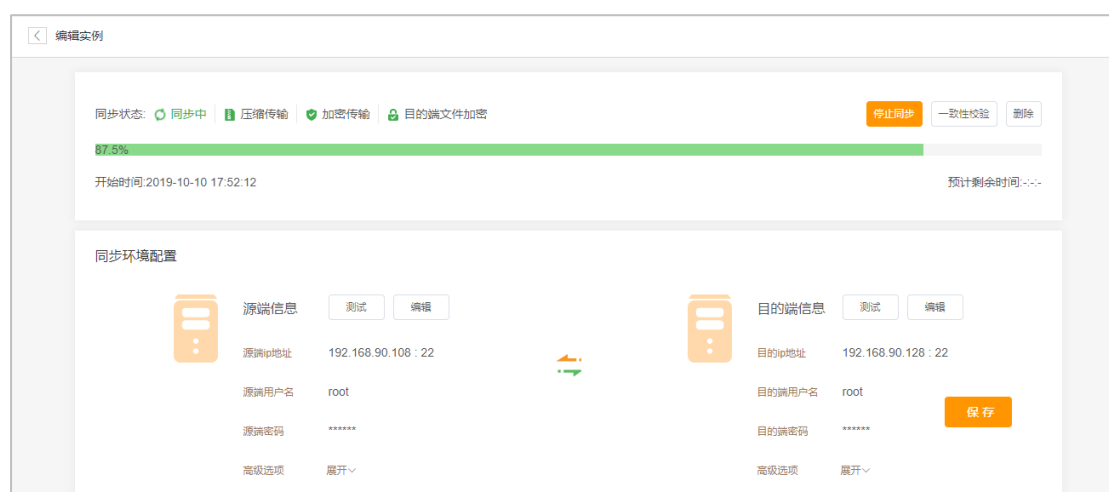 编辑实例
同步状态: 同步中 压缩传输 加密传输 目的端文件加密 停止同步 一致性校验 删除
87.5%
开始时间:2019-10-10 17:52:12 预计剩余时间:-:-:-
同步环境配置
源端信息 测试 编辑 目的端信息 测试 编辑
源端ip地址 192.168.90.108 : 22 目的ip地址 192.168.90.128 : 22
源端用户名 root 目的端用户名 root
保存
源端密码 ****** 目的端密码 ******
高级选项 展开 高级选项 展开